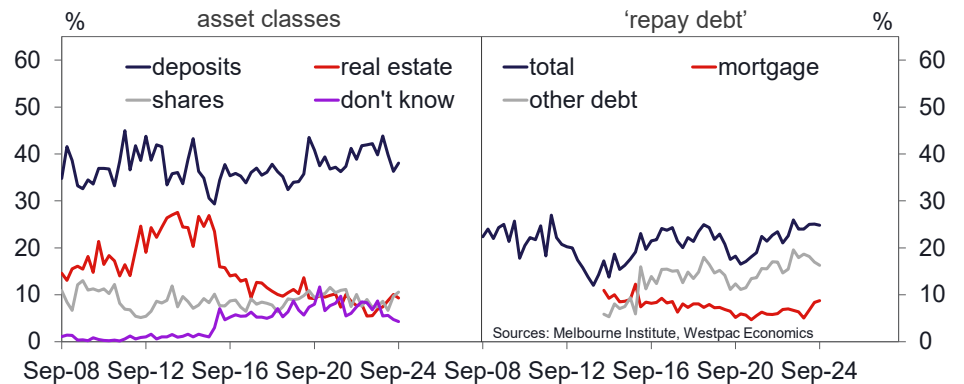 % asset classes ‘repay debt’ %
60 60
deposits real estate total mortgage
shares don't know other debt
50 50
40 40
30 30
20 20
10 10
Sources: Melbourne Institute, Westpac Economics
0 0
Sep-08 Sep-12 Sep-16 Sep-20 Sep-24 Sep-08 Sep-12 Sep-16 Sep-20 Sep-24